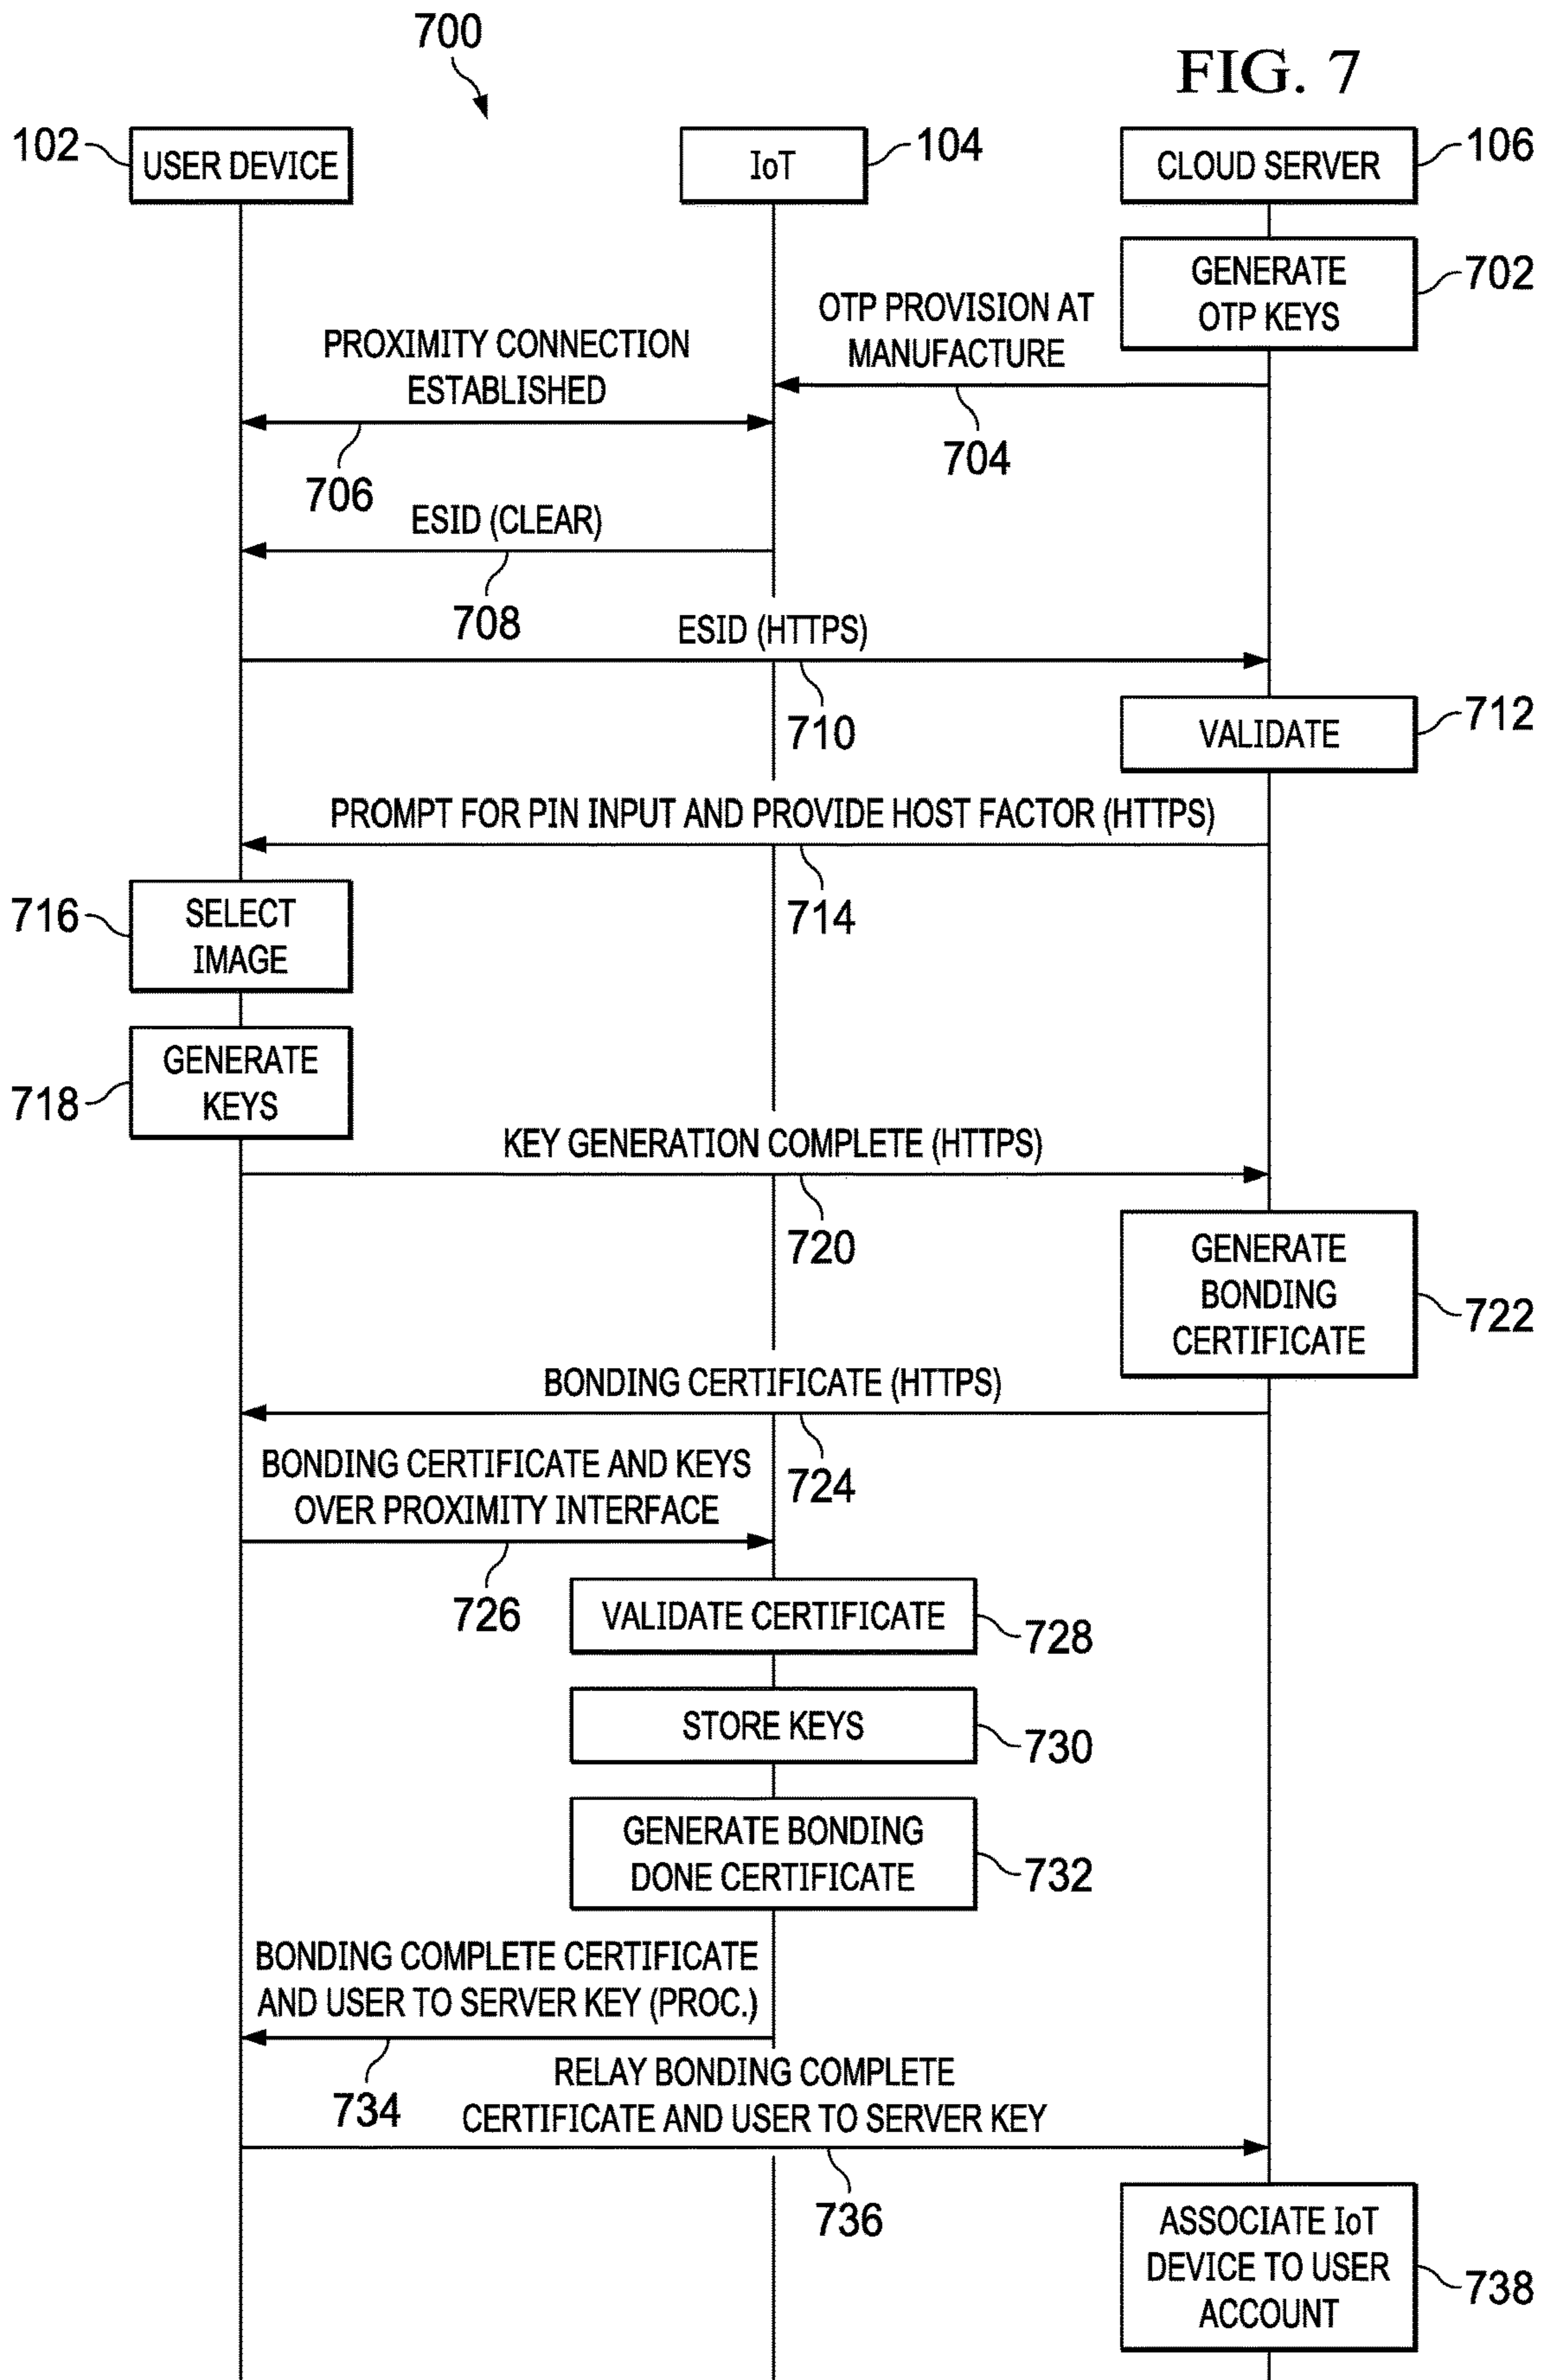 700
FIG. 7
102
USER DEVICE
IoT
104
CLOUD SERVER
106
GENERATE
OTP KEYS
702
OTP PROVISION AT
MANUFACTURE
704
PROXIMITY CONNECTION
ESTABLISHED
706
ESID (CLEAR)
708
ESID (HTTPS)
710
VALIDATE
712
PROMPT FOR PIN INPUT AND PROVIDE HOST FACTOR (HTTPS)
714
716
SELECT
IMAGE
718
GENERATE
KEYS
KEY GENERATION COMPLETE (HTTPS)
720
GENERATE
BONDING
CERTIFICATE
722
BONDING CERTIFICATE (HTTPS)
724
BONDING CERTIFICATE AND KEYS
OVER PROXIMITY INTERFACE
726
VALIDATE CERTIFICATE
728
STORE KEYS
730
GENERATE BONDING
DONE CERTIFICATE
732
BONDING COMPLETE CERTIFICATE
AND USER TO SERVER KEY (PROC.)
734
RELAY BONDING COMPLETE
CERTIFICATE AND USER TO SERVER KEY
736
ASSOCIATE IoT
DEVICE TO USER
ACCOUNT
738